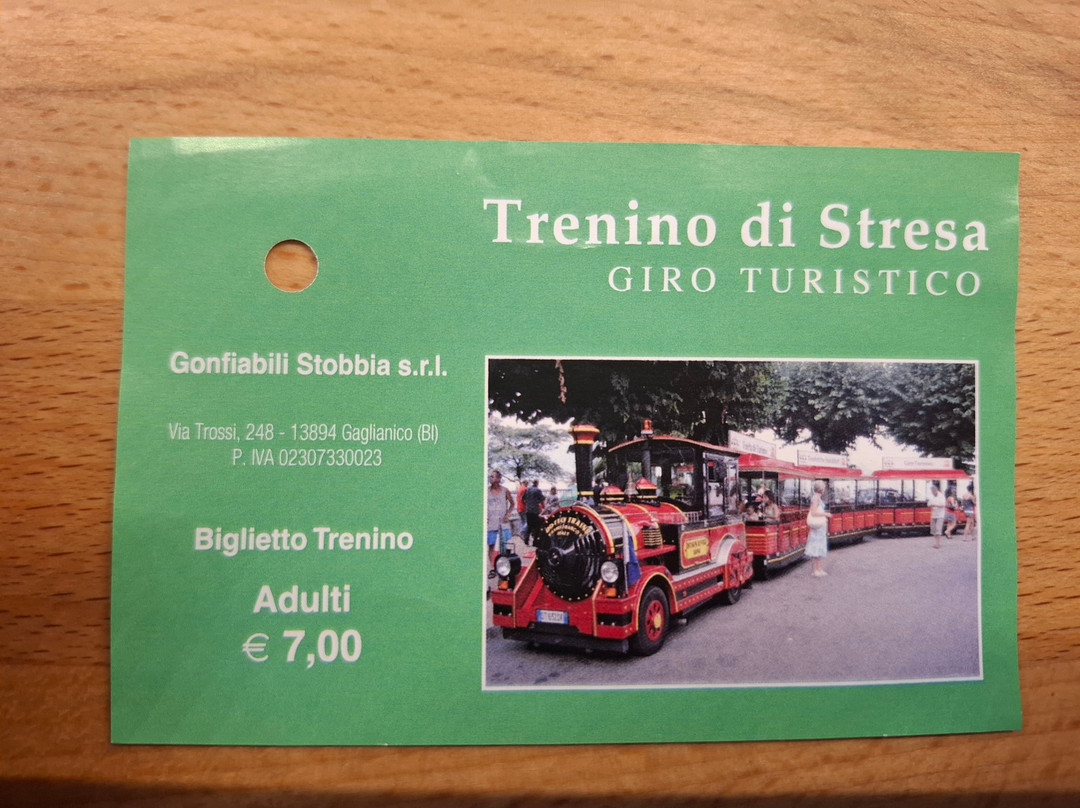 Trenino di Stresa
GIRO TURISTICO
Gonfiabili Stobbia s.r.l.
Via Trossi, 248 - 13894 Gaglianico (BI)
P. IVA 02307330023
Biglietto Trenino
Adulti
€ 7,00